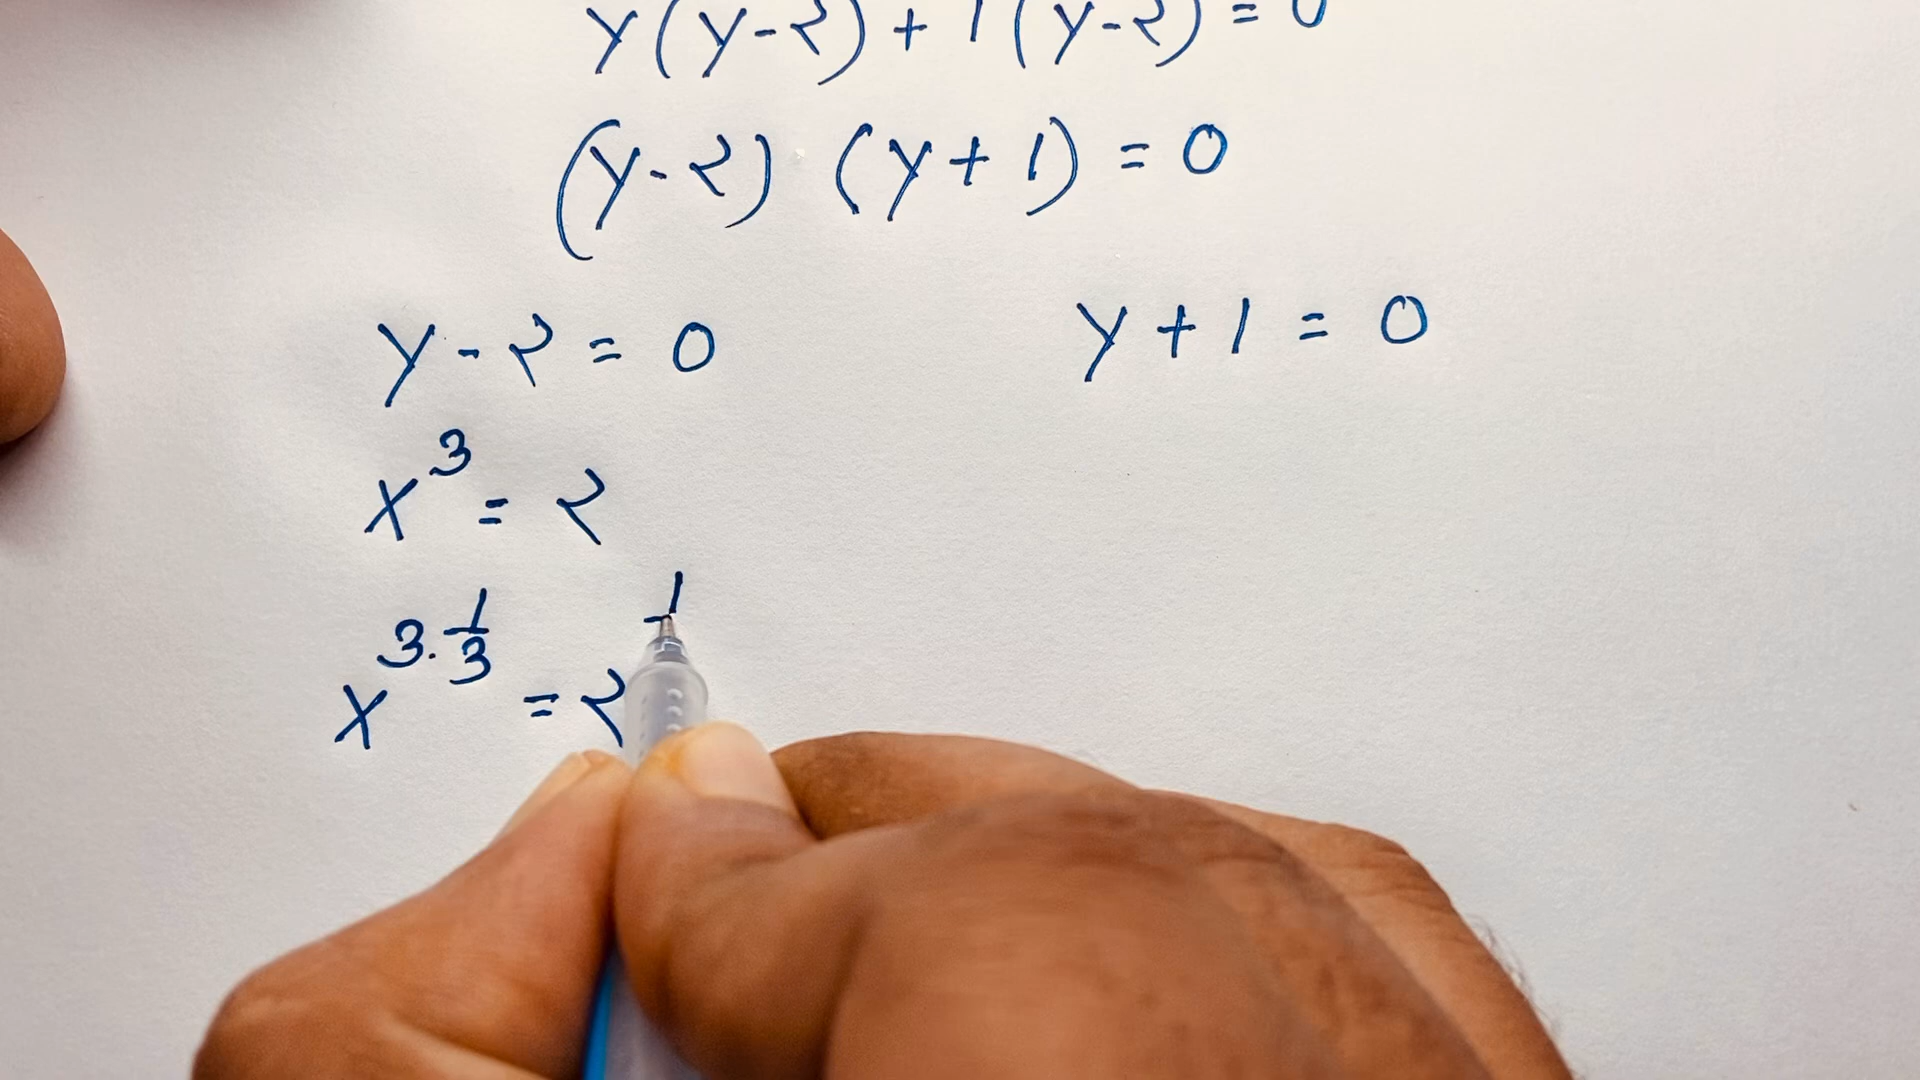 y(y-2)+1(y-2)=0
(y-2)(y+1)=0
y-2=0 y+1=0
x³=2
x^{3·1/3}=2^{1/